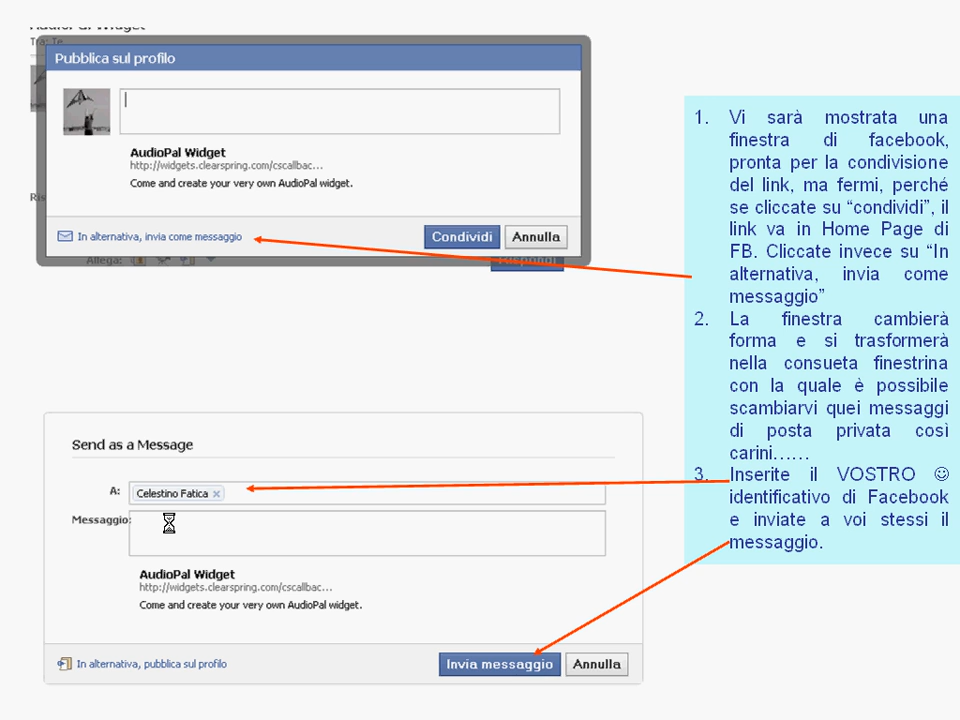 AudioPal Widget
Tra: Te
Pubblica sul profilo
AudioPal Widget
http://widgets.clearspring.com/cscallbac...
Come and create your very own AudioPal widget.
Ris
In alternativa, invia come messaggio
Condividi
Annulla
Allega:
Rispondi
Send as a Message
A:
Celestino Fatica
Messaggio:
AudioPal Widget
http://widgets.clearspring.com/cscallbac...
Come and create your very own AudioPal widget.
In alternativa, pubblica sul profilo
Invia messaggio
Annulla
1. Vi sarà mostrata una
finestra di facebook,
pronta per la condivisione
del link, ma fermi, perché
se cliccate su “condividi”, il
link va in Home Page di
FB. Cliccate invece su “In
alternativa, invia come
messaggio”
2. La finestra cambierà
forma e si trasformerà
nella consueta finestrina
con la quale è possibile
scambiarvi quei messaggi
di posta privata così
carini……
3. Inserite il VOSTRO ☺
identificativo di Facebook
e inviate a voi stessi il
messaggio.